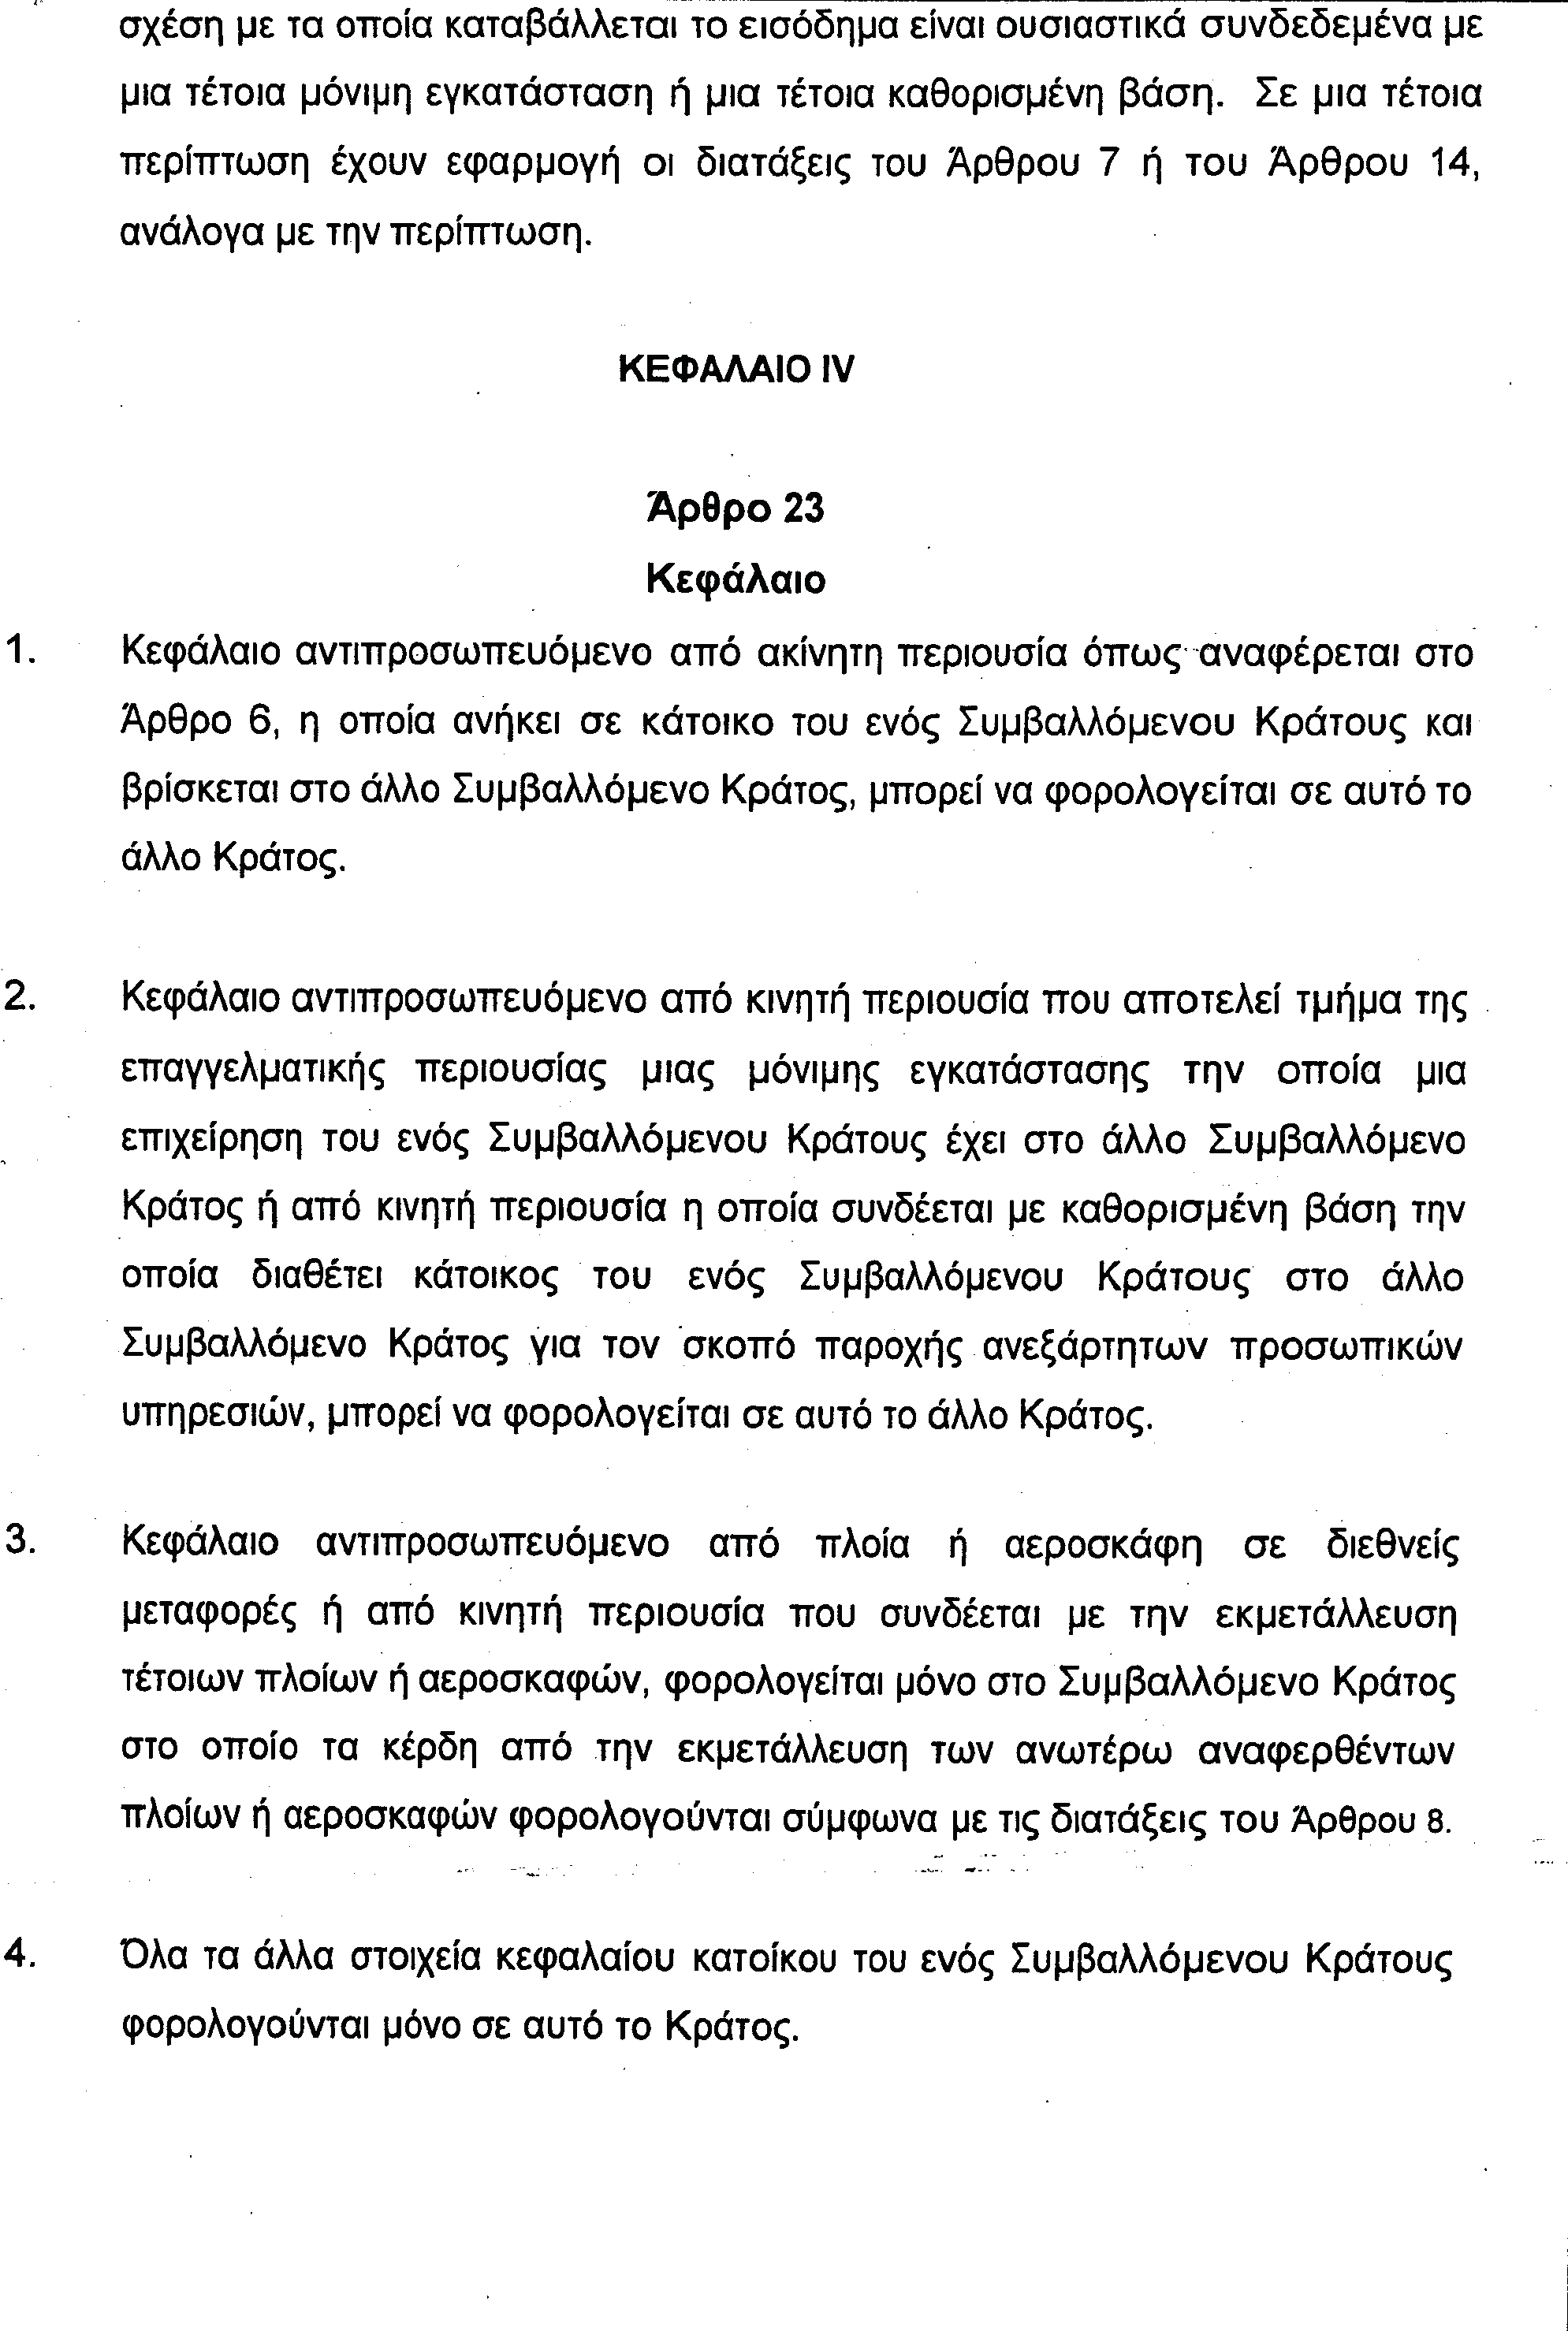 σχέση με τα οποία καταβάλλεται το εισόδημα είναι ουσιαστικά συνδεδεμένα με
μια τέτοια μόνιμη εγκατάσταση ή μια τέτοια καθορισμένη βάση. Σε μια τέτοια
περίπτωση έχουν εφαρμογή οι διατάξεις του Άρθρου 7 ή του Άρθρου 14,
ανάλογα με την περίπτωση.
ΚΕΦΑΛΑΙΟ IV
Άρθρο 23
Κεφάλαιο
1. Κεφάλαιο αντιπροσωπευόμενο από ακίνητη περιουσία όπως αναφέρεται στο
Άρθρο 6, η οποία ανήκει σε κάτοικο του ενός Συμβαλλόμενου Κράτους και
βρίσκεται στο άλλο Συμβαλλόμενο Κράτος, μπορεί να φορολογείται σε αυτό το
άλλο Κράτος.
2. Κεφάλαιο αντιπροσωπευόμενο από κινητή περιουσία που αποτελεί τμήμα της
επαγγελματικής περιουσίας μιας μόνιμης εγκατάστασης την οποία μια
επιχείρηση του ενός Συμβαλλόμενου Κράτους έχει στο άλλο Συμβαλλόμενο
Κράτος ή από κινητή περιουσία η οποία συνδέεται με καθορισμένη βάση την
οποία διαθέτει κάτοικος του ενός Συμβαλλόμενου Κράτους στο άλλο
Συμβαλλόμενο Κράτος για τον σκοπό παροχής ανεξάρτητων προσωπικών
υπηρεσιών, μπορεί να φορολογείται σε αυτό το άλλο Κράτος.
3. Κεφάλαιο αντιπροσωπευόμενο από πλοία ή αεροσκάφη σε διεθνείς
μεταφορές ή από κινητή περιουσία που συνδέεται με την εκμετάλλευση
τέτοιων πλοίων ή αεροσκαφών, φορολογείται μόνο στο Συμβαλλόμενο Κράτος
στο οποίο τα κέρδη από την εκμετάλλευση των ανωτέρω αναφερθέντων
πλοίων ή αεροσκαφών φορολογούνται σύμφωνα με τις διατάξεις του Άρθρου 8.
4. Όλα τα άλλα στοιχεία κεφαλαίου κατοίκου του ενός Συμβαλλόμενου Κράτους
φορολογούνται μόνο σε αυτό το Κράτος.